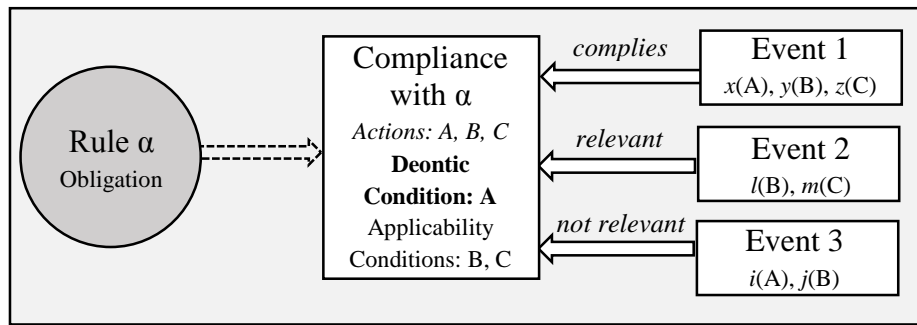 Rule α
Obligation
Compliance
with α
Actions: A, B, C
Deontic
Condition: A
Applicability
Conditions: B, C
complies
relevant
not relevant
Event 1
x(A), y(B), z(C)
Event 2
l(B), m(C)
Event 3
i(A), j(B)